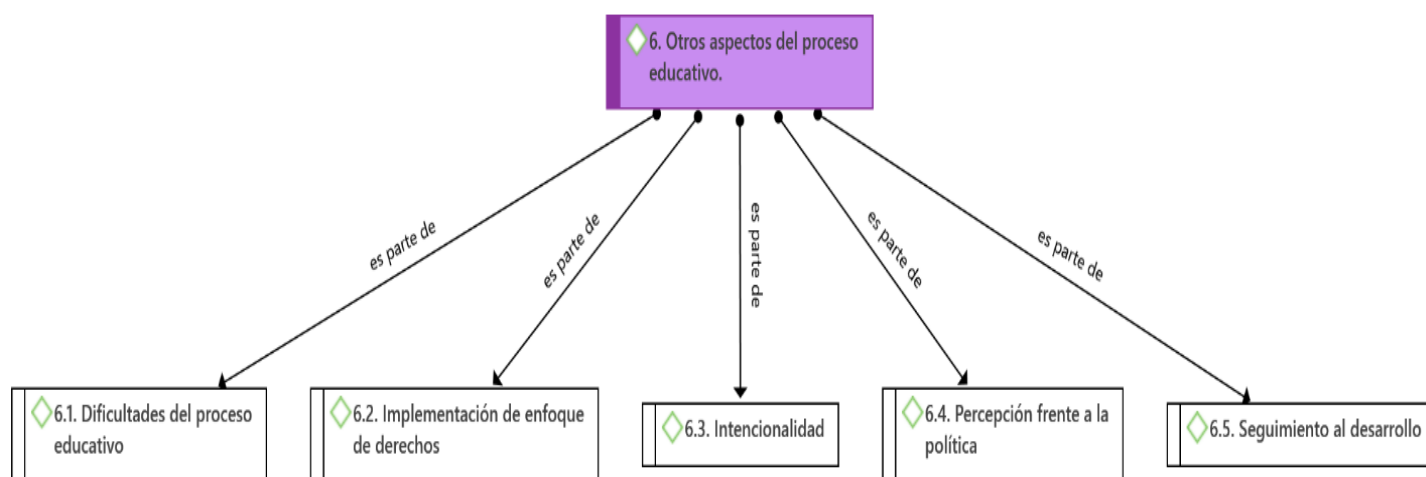 6. Otros aspectos del proceso
educativo.
es parte de
es parte de
es parte de
es parte de
es parte de
6.1. Dificultades del proceso
educativo
6.2. Implementación de enfoque
de derechos
6.3. Intencionalidad
6.4. Percepción frente a la
política
6.5. Seguimiento al desarrollo